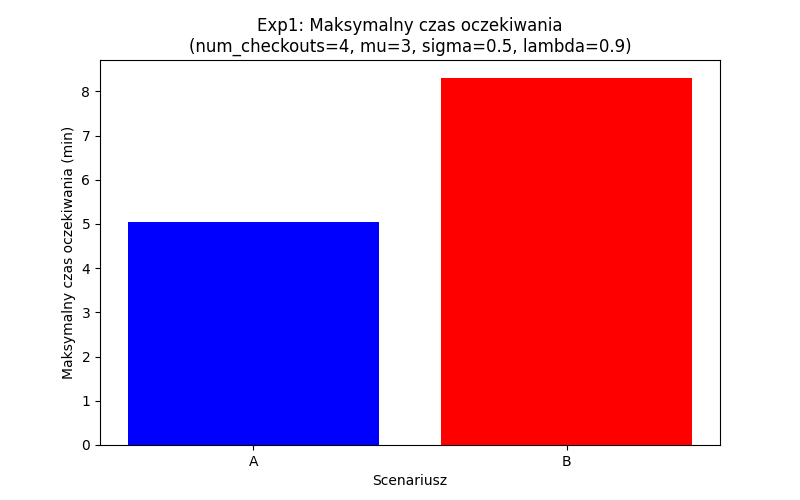 Exp1: Maksymalny czas oczekiwania
(num_checkouts=4, mu=3, sigma=0.5, lambda=0.9)
Maksymalny czas oczekiwania (min)
8
7
6
5
4
3
2
1
0
A
B
Scenariusz